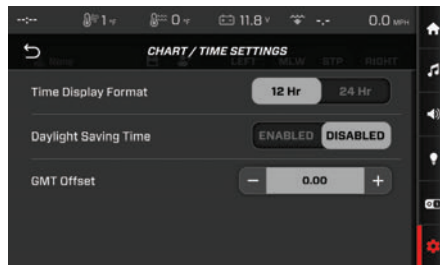 --:-- 1 °F 0 °F 11.8 V -.- 0.0 MPH
CHART / TIME SETTINGS
LEFT MLW STP RIGHT
Time Display Format 12 Hr 24 Hr
Daylight Saving Time ENABLED DISABLED
GMT Offset − 0.00 +